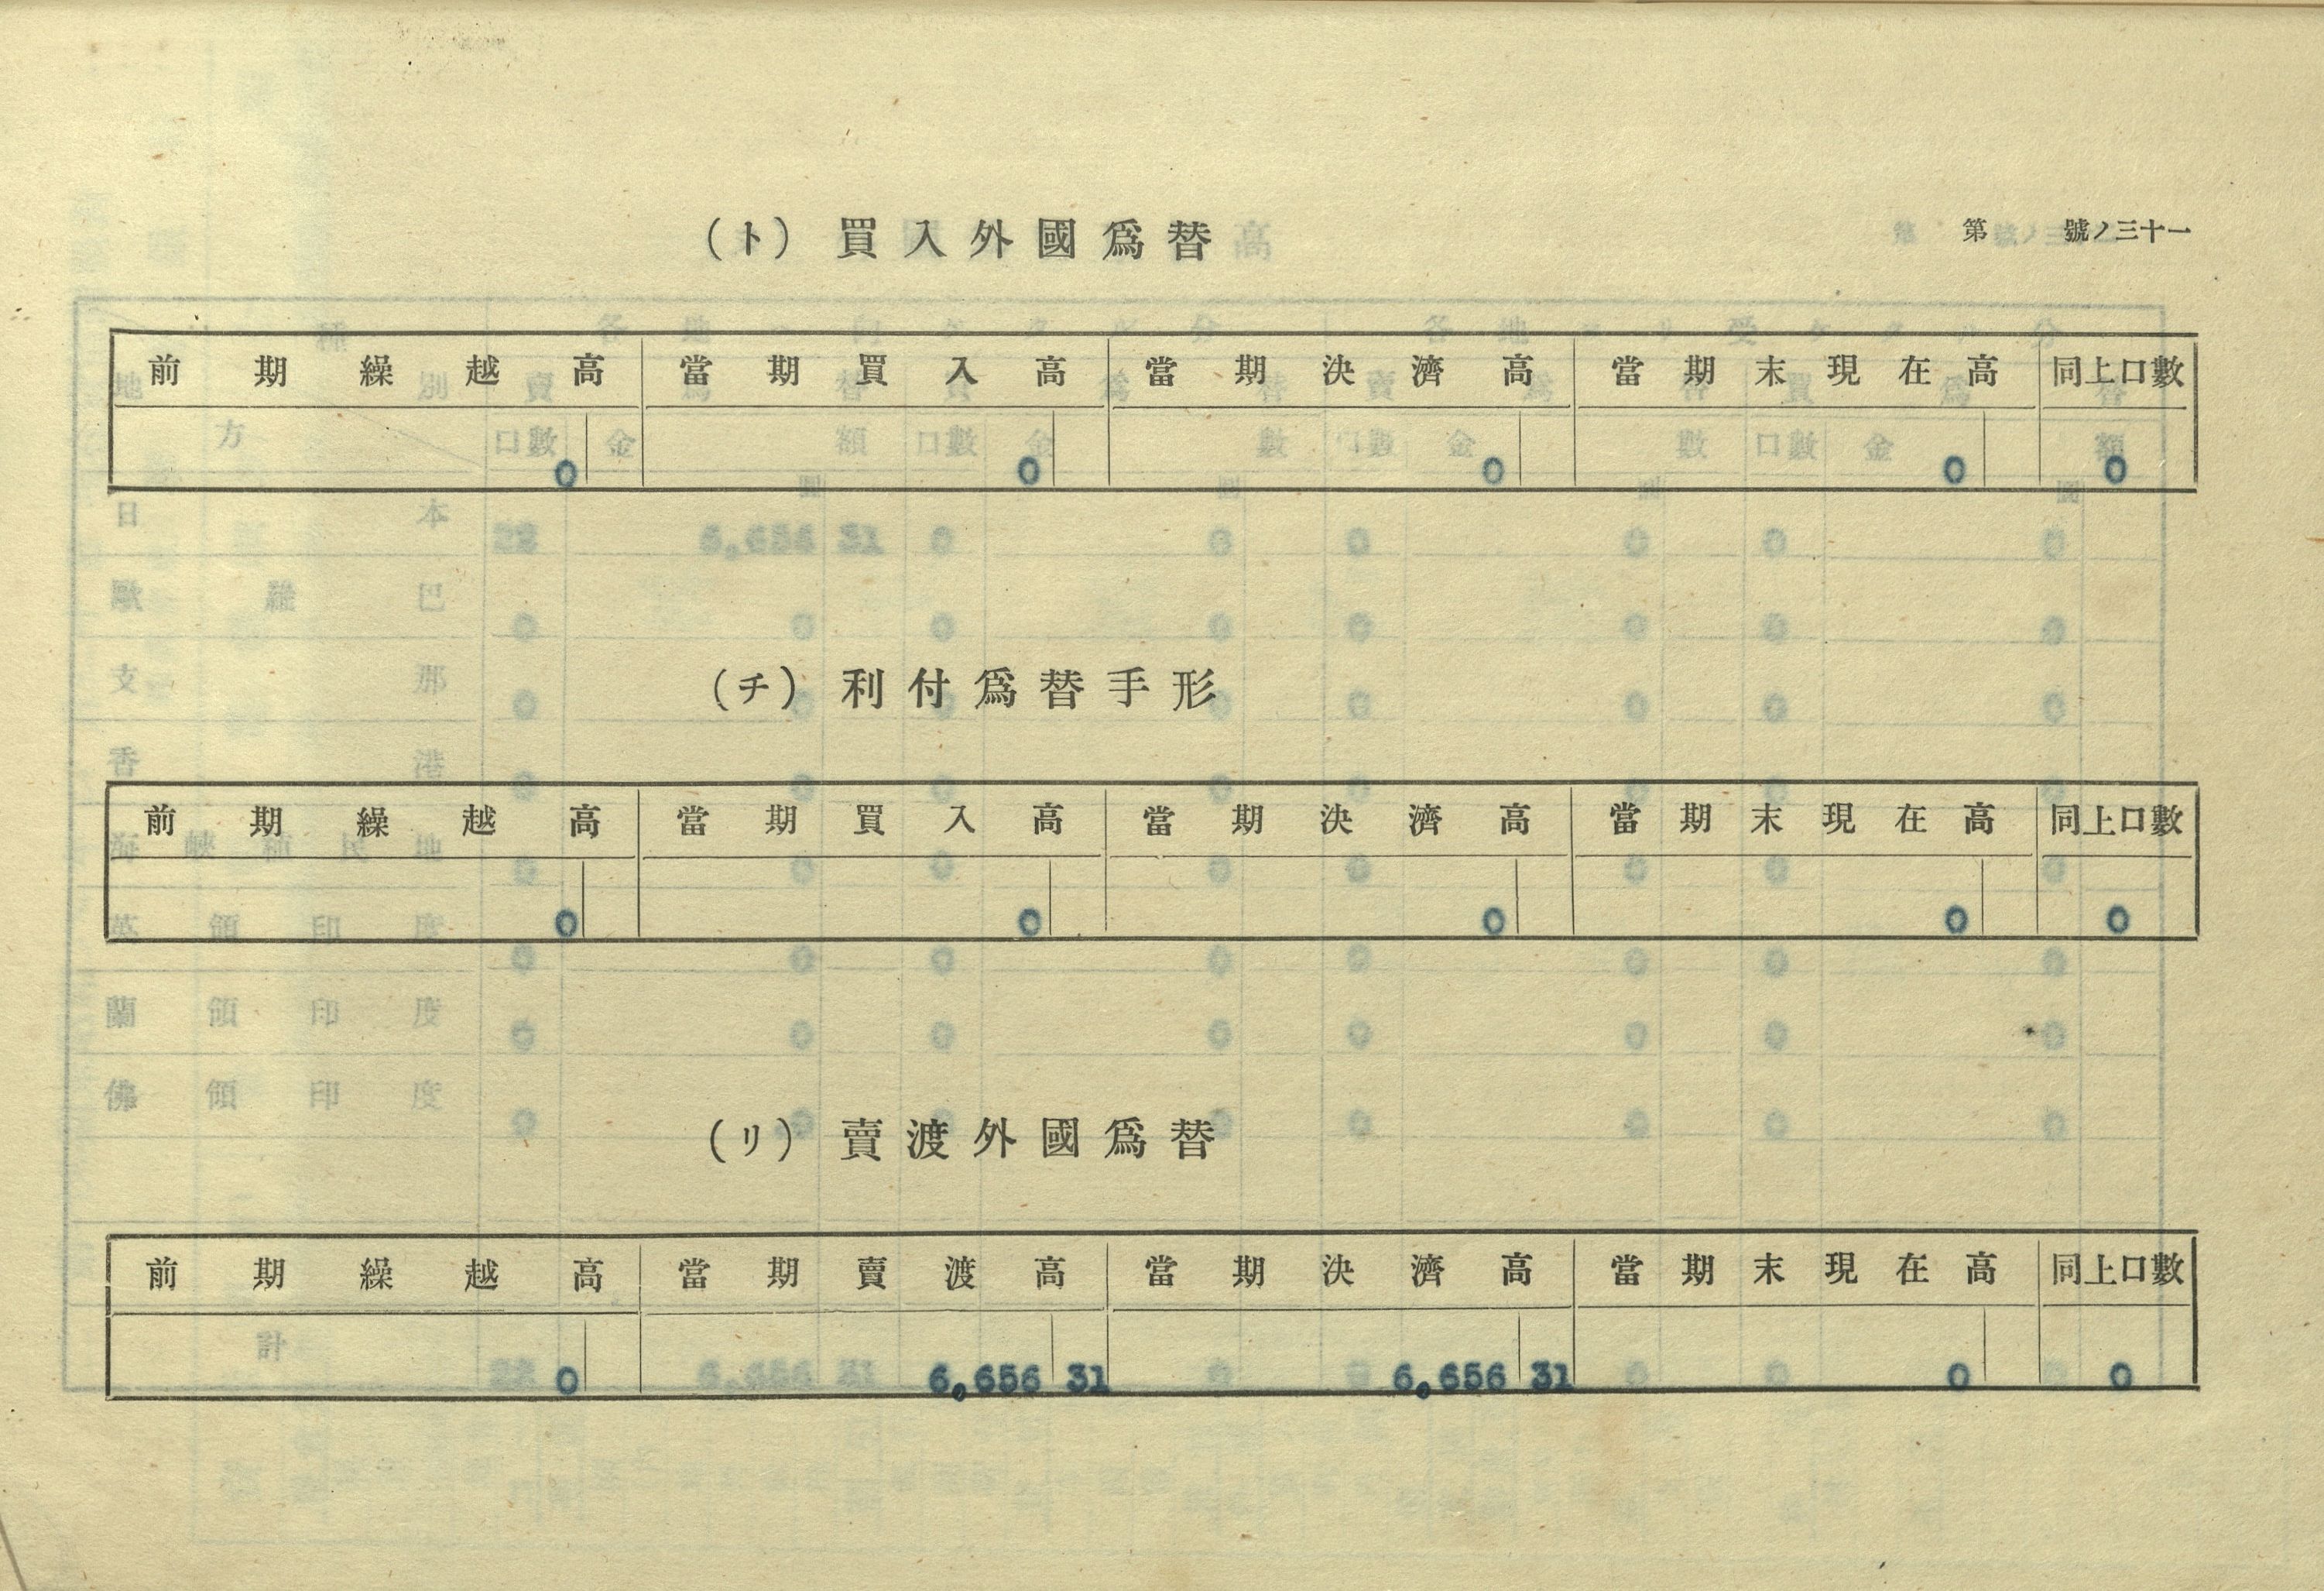 第 號ノ三十一
(ト) 買入外國爲替
前期繰越高 當期買入高 當期決濟高 當期末現在高 同上口數
0 0 0 0 0
(チ) 利付爲替手形
前期繰越高 當期買入高 當期決濟高 當期末現在高 同上口數
0 0 0 0 0
(リ) 賣渡外國爲替
前期繰越高 當期賣渡高 當期決濟高 當期末現在高 同上口數
0 6,656 31 6,656 31 0 0